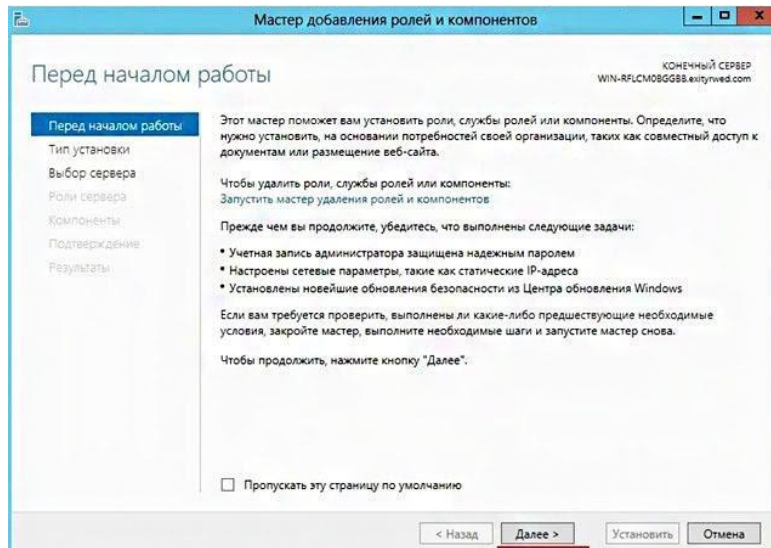 Мастер добавления ролей и компонентов
Перед началом работы
КОНЕЧНЫЙ СЕРВЕР
WIN-RFLCM0BGGBB.exityrwed.com
Перед началом работы
Тип установки
Выбор сервера
Роли сервера
Компоненты
Подтверждение
Результаты
Этот мастер поможет вам установить роли, службы ролей или компоненты. Определите, что
нужно установить, на основании потребностей своей организации, таких как совместный доступ к
документам или размещение веб-сайта.
Чтобы удалить роли, службы ролей или компоненты:
Запустить мастер удаления ролей и компонентов
Прежде чем вы продолжите, убедитесь, что выполнены следующие задачи:
• Учетная запись администратора защищена надежным паролем
• Настроены сетевые параметры, такие как статические IP-адреса
• Установлены новейшие обновления безопасности из Центра обновления Windows
Если вам требуется проверить, выполнены ли какие-либо предшествующие необходимые
условия, закройте мастер, выполните необходимые шаги и запустите мастер снова.
Чтобы продолжить, нажмите кнопку "Далее".
Пропускать эту страницу по умолчанию
< Назад
Далее >
Установить
Отмена